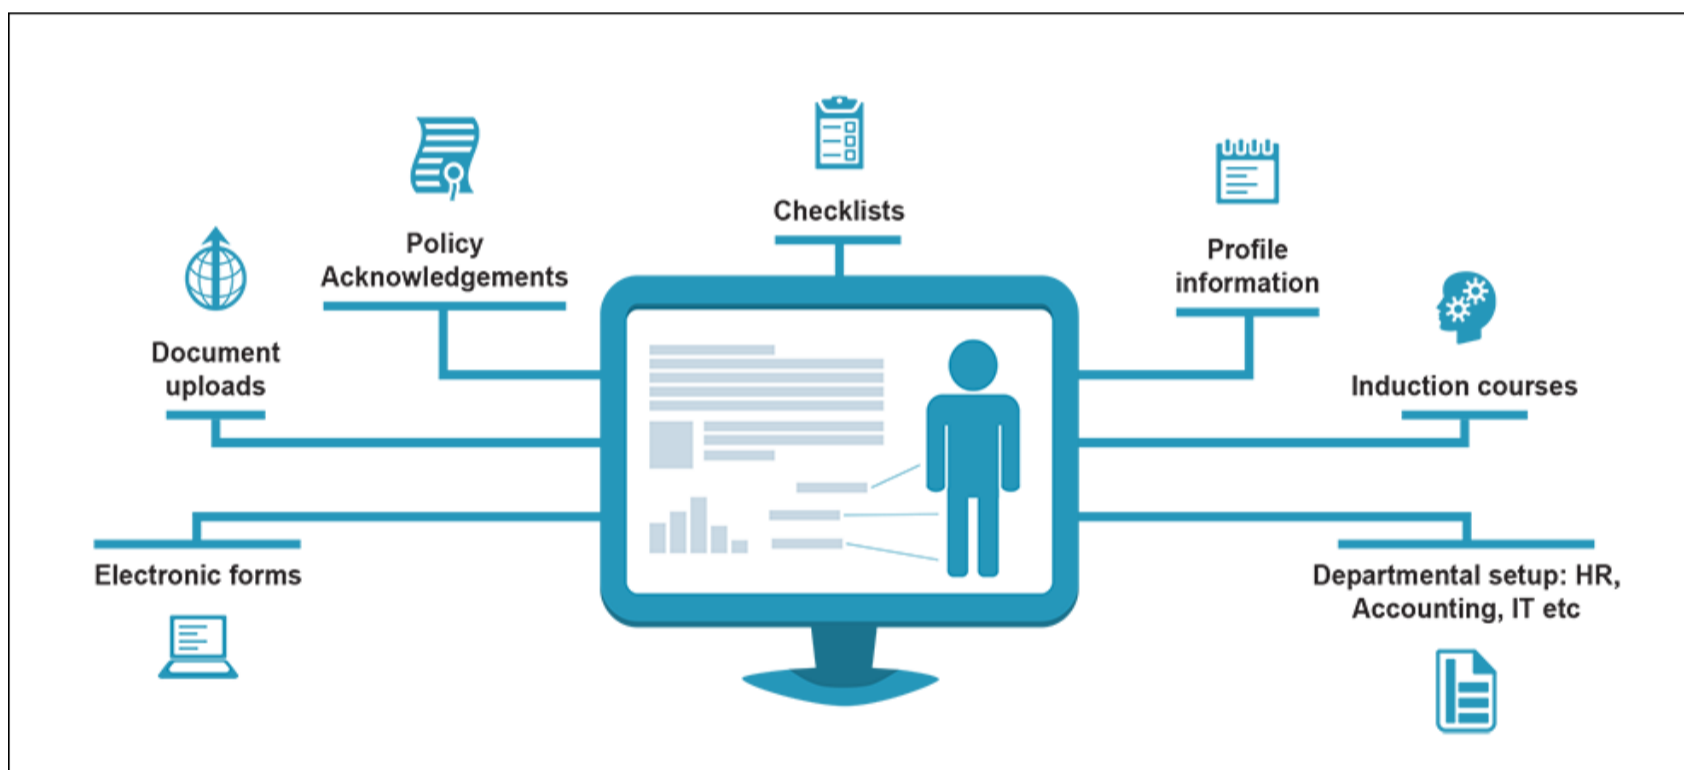 Checklists
Policy
Acknowledgements
Profile
information
Document
uploads
Induction courses
Electronic forms
Departmental setup: HR,
Accounting, IT etc